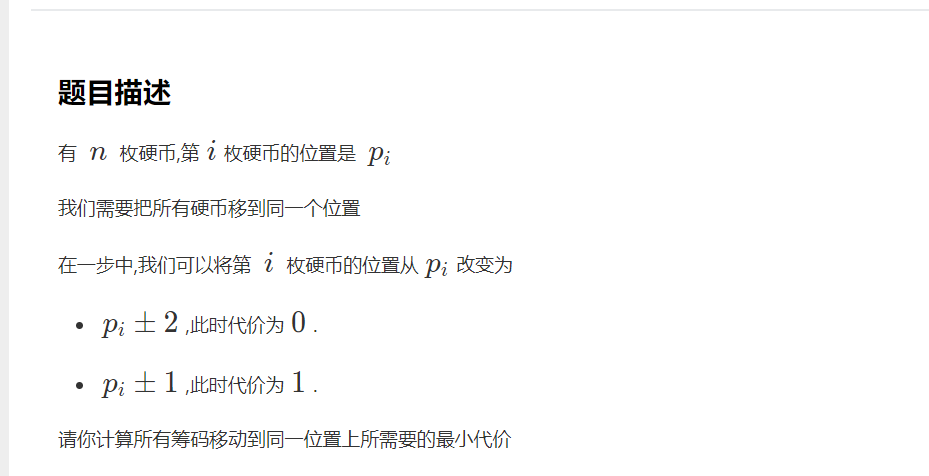 题目描述
有 n 枚硬币,第 i 枚硬币的位置是 pᵢ
我们需要把所有硬币移到同一个位置
在一步中,我们可以将第 i 枚硬币的位置从 pᵢ 改变为
• pᵢ ± 2 ,此时代价为 0 .
• pᵢ ± 1 ,此时代价为 1 .
请你计算所有筹码移动到同一位置上所需要的最小代价